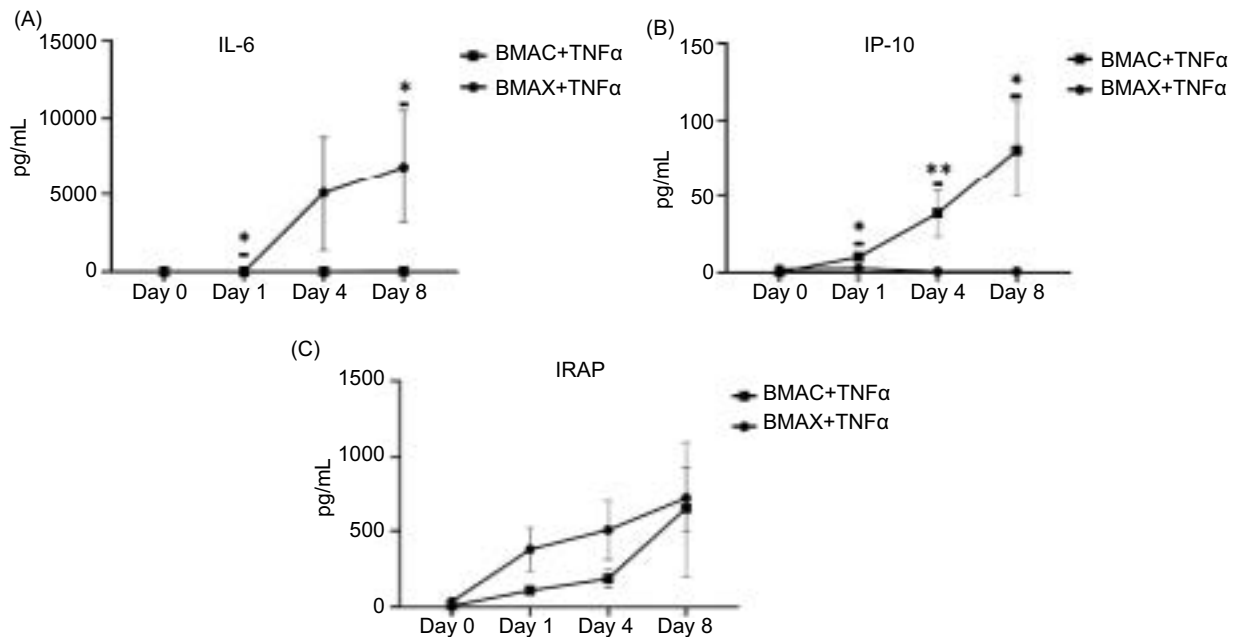 (A)
IL-6
15000
10000
5000
0
pg/mL
*
*
Day 0 Day 1 Day 4 Day 8
BMAC+TNFα
BMAX+TNFα
(B)
IP-10
150
100
50
0
pg/mL
*
**
*
Day 0 Day 1 Day 4 Day 8
BMAC+TNFα
BMAX+TNFα
(C)
IRAP
1500
1000
500
0
pg/mL
Day 0 Day 1 Day 4 Day 8
BMAC+TNFα
BMAX+TNFα